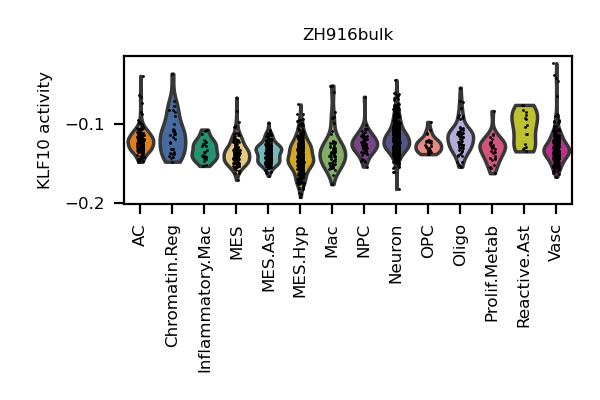 ZH916bulk
KLF10 activity
−0.1
−0.2
AC
Chromatin.Reg
Inflammatory.Mac
MES
MES.Ast
MES.Hyp
Mac
NPC
Neuron
OPC
Oligo
Prolif.Metab
Reactive.Ast
Vasc